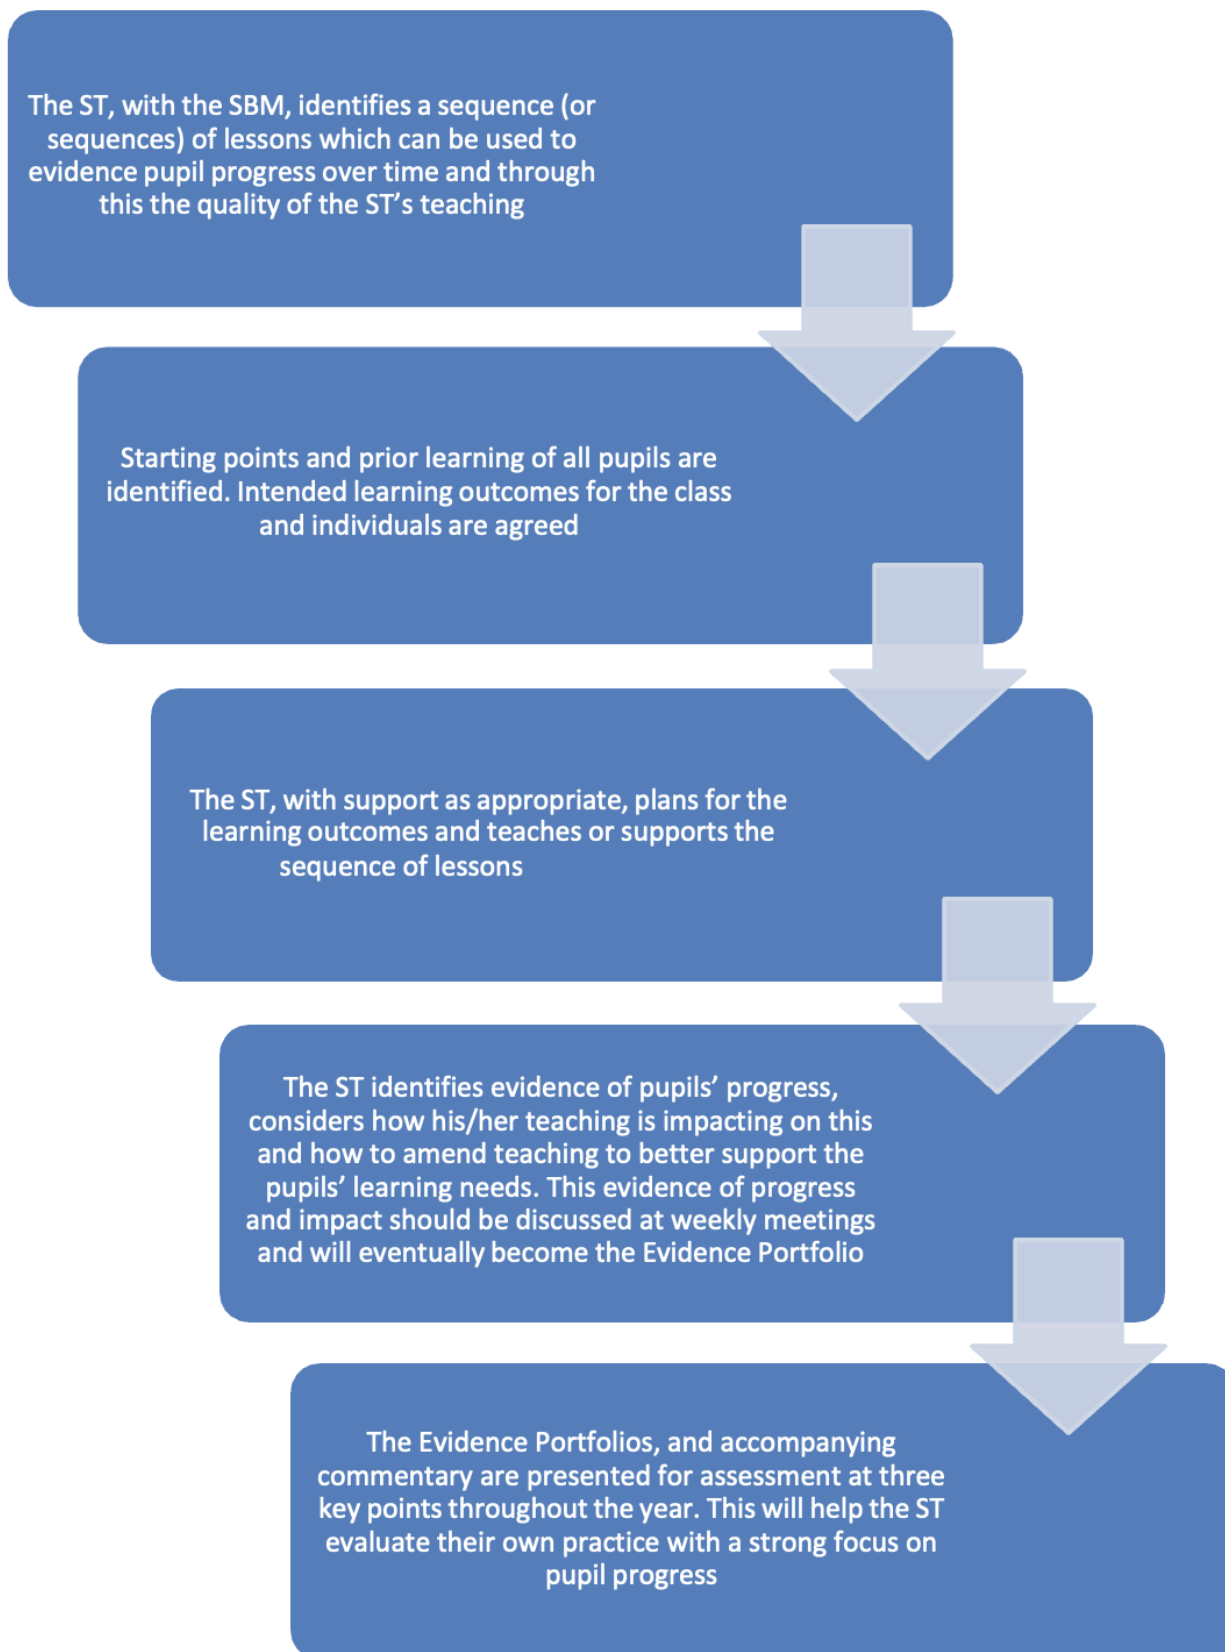 The ST, with the SBM, identifies a sequence (or
sequences) of lessons which can be used to
evidence pupil progress over time and through
this the quality of the ST’s teaching
Starting points and prior learning of all pupils are
identified. Intended learning outcomes for the class
and individuals are agreed
The ST, with support as appropriate, plans for the
learning outcomes and teaches or supports the
sequence of lessons
The ST identifies evidence of pupils’ progress,
considers how his/her teaching is impacting on this
and how to amend teaching to better support the
pupils’ learning needs. This evidence of progress
and impact should be discussed at weekly meetings
and will eventually become the Evidence Portfolio
The Evidence Portfolios, and accompanying
commentary are presented for assessment at three
key points throughout the year. This will help the ST
evaluate their own practice with a strong focus on
pupil progress